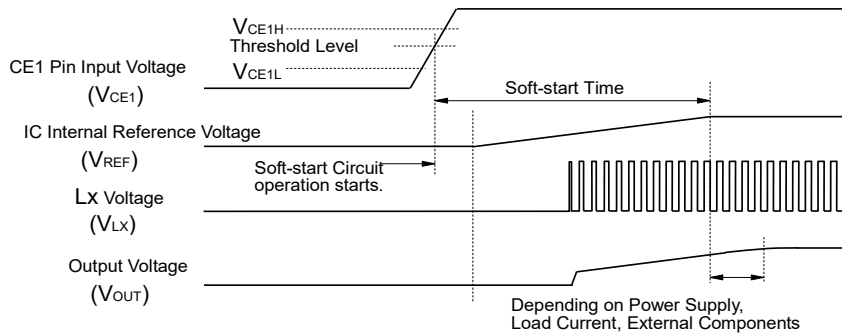 VCE1H
Threshold Level
VCE1L
CE1 Pin Input Voltage
(VCE1)
Soft-start Time
IC Internal Reference Voltage
(VREF)
Soft-start Circuit
operation starts.
Lx Voltage
(VLX)
Output Voltage
(VOUT)
Depending on Power Supply,
Load Current, External Components